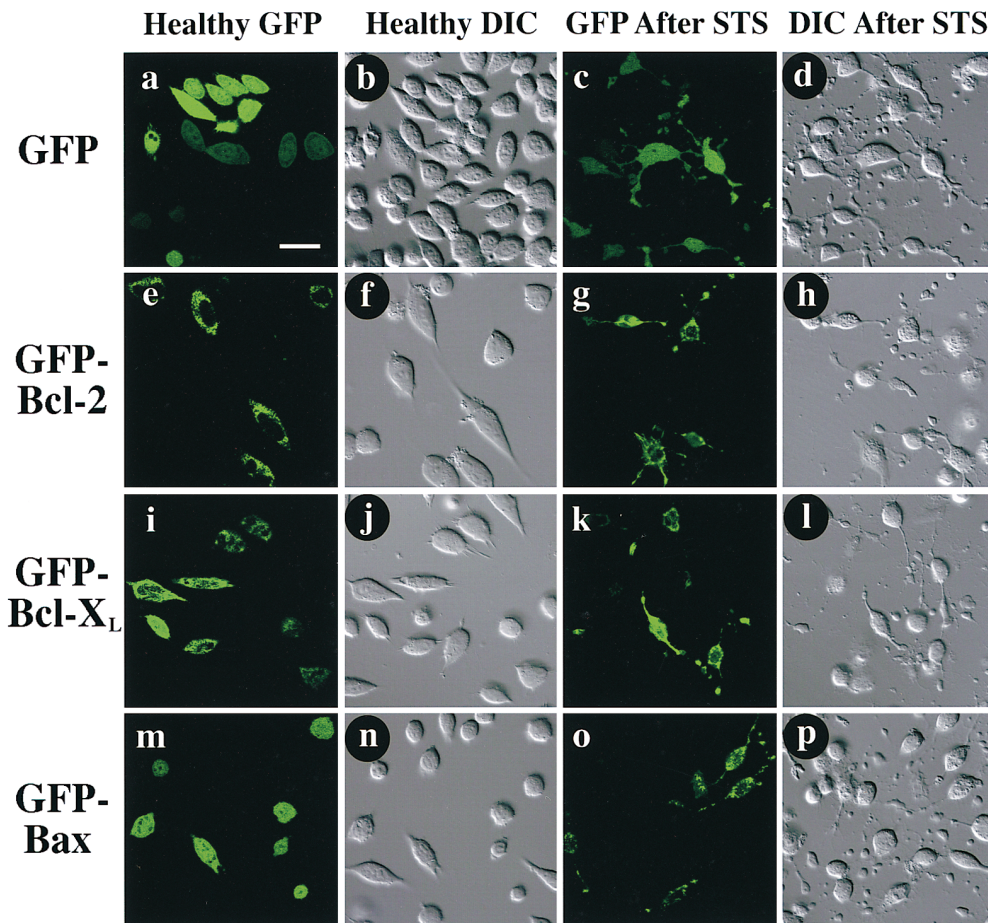 Healthy GFP Healthy DIC GFP After STS DIC After STS
GFP
a b c d
GFP-
Bcl-2
e f g h
GFP-
Bcl-XL
i j k l
GFP-
Bax
m n o p